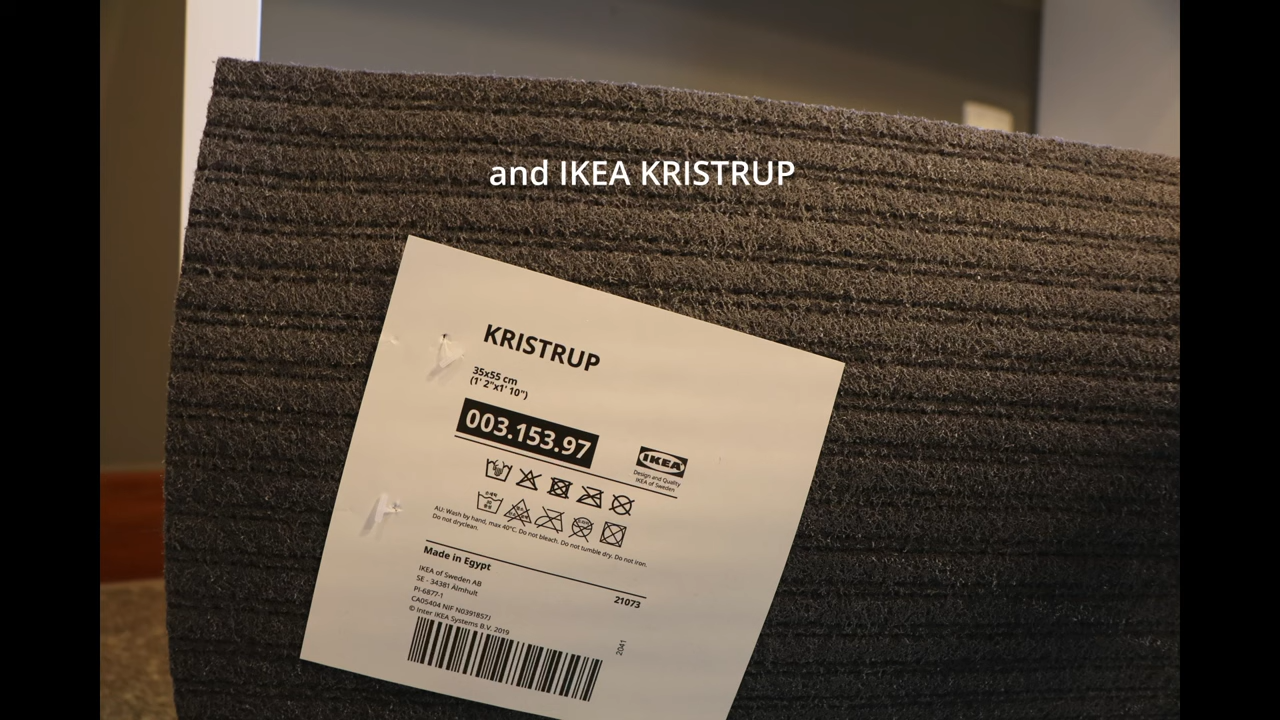 and IKEA KRISTRUP
KRISTRUP
35x55 cm
(1' 2"x1' 10")
003.153.97
IKEA
Design and Quality
IKEA of Sweden
AU: Wash by hand, max 40°C. Do not bleach. Do not tumble dry. Do not iron.
Do not dryclean.
Made in Egypt
21073
IKEA of Sweden AB
SE - 34381 Älmhult
PI-6877-1
CA05404 NIF N0391857J
© Inter IKEA Systems B.V. 2019
2041